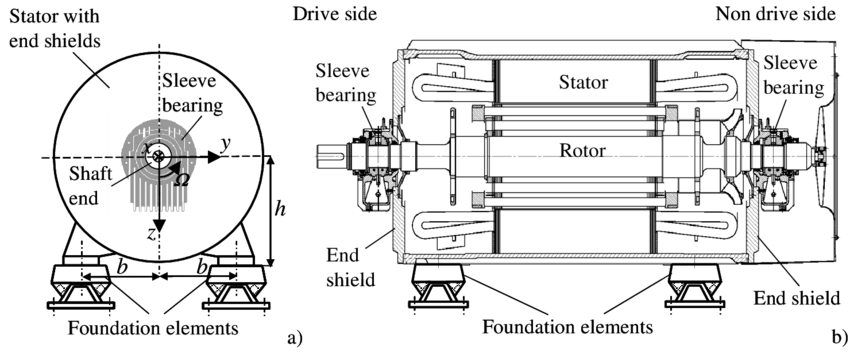 Stator with
end shields
Sleeve
bearing
x
y
Shaft
end
Ω
h
z
b
b
Foundation elements
a)
Drive side
Non drive side
Sleeve
bearing
Stator
Sleeve
bearing
Rotor
End
shield
End shield
Foundation elements
b)